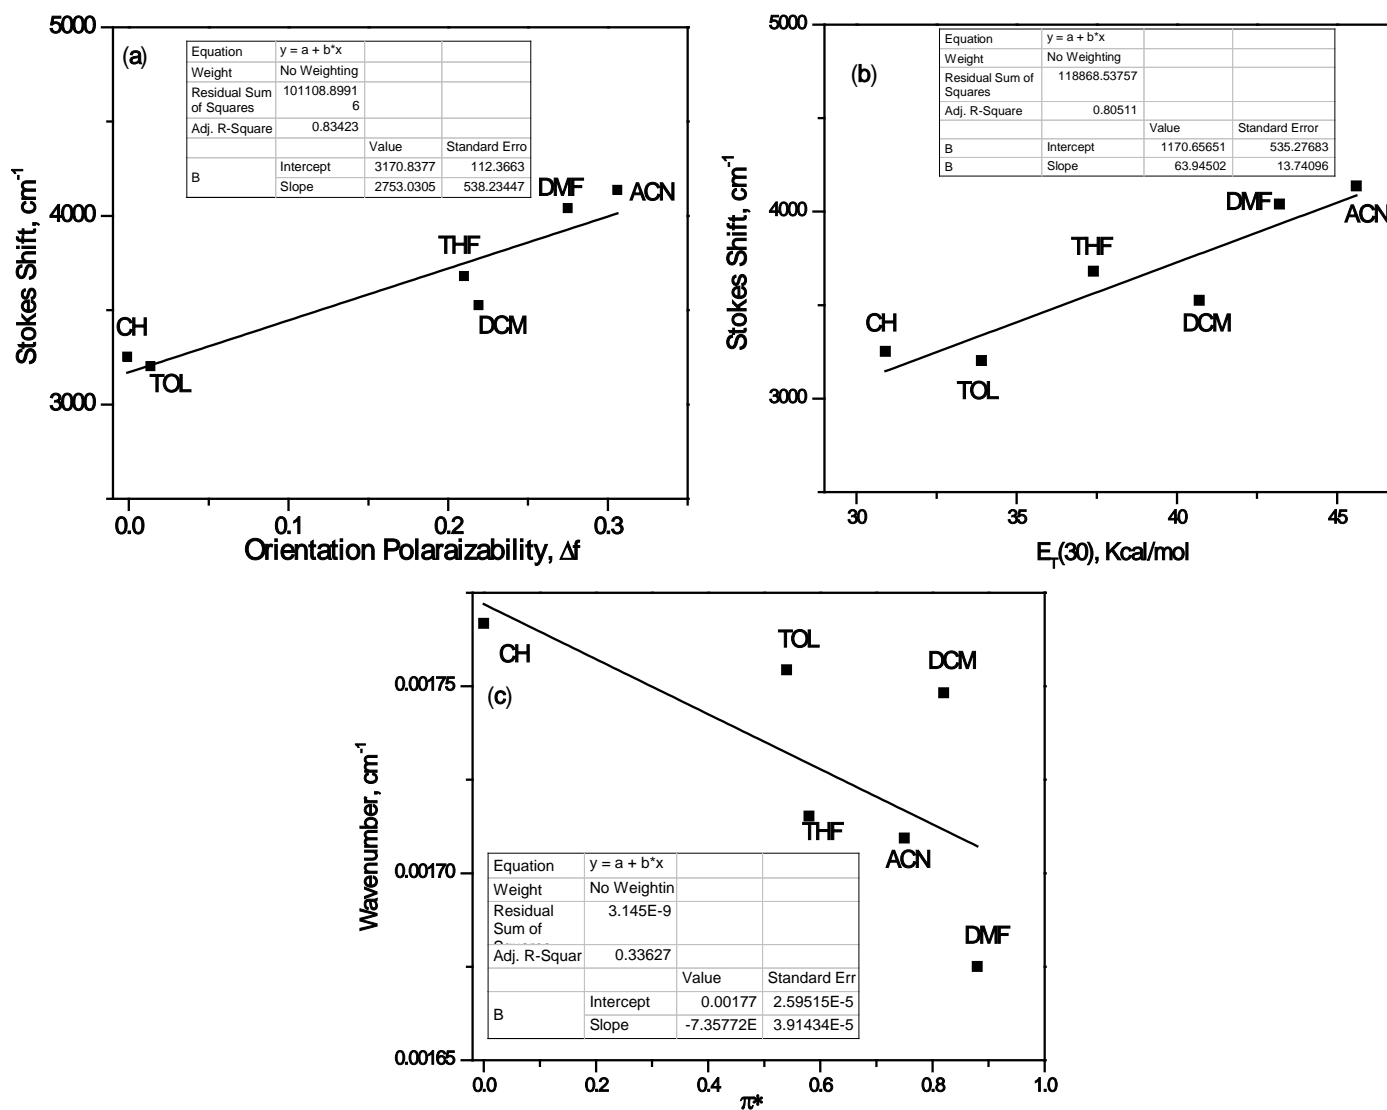 (a)
5000
4000
3000
Stokes Shift, cm-1
Equation y = a + b*x
Weight No Weighting
Residual Sum of Squares 101108.8991 6
Adj. R-Square 0.83423
Value Standard Erro
B Intercept 3170.8377 112.3663
Slope 2753.0305 538.23447
DMF
ACN
THF
DCM
CH
TOL
0.0 0.1 0.2 0.3
Orientation Polaraizability, Δf
(b)
5000
4000
3000
Stokes Shift, cm-1
Equation y = a + b*x
Weight No Weighting
Residual Sum of Squares 118868.53757
Adj. R-Square 0.80511
Value Standard Error
B Intercept 1170.65651 535.27683
B Slope 63.94502 13.74096
DMF
ACN
THF
CH
DCM
TOL
30 35 40 45
ET(30), Kcal/mol
(c)
0.00175
0.00170
0.00165
Wavenumber, cm-1
CH
TOL
DCM
THF
ACN
DMF
Equation y = a + b*x
Weight No Weightin
Residual
Sum of
3.145E-9
Adj. R-Squar 0.33627
Value Standard Err
B Intercept 0.00177 2.59515E-5
Slope -7.35772E 3.91434E-5
0.0 0.2 0.4 0.6 0.8 1.0
π*